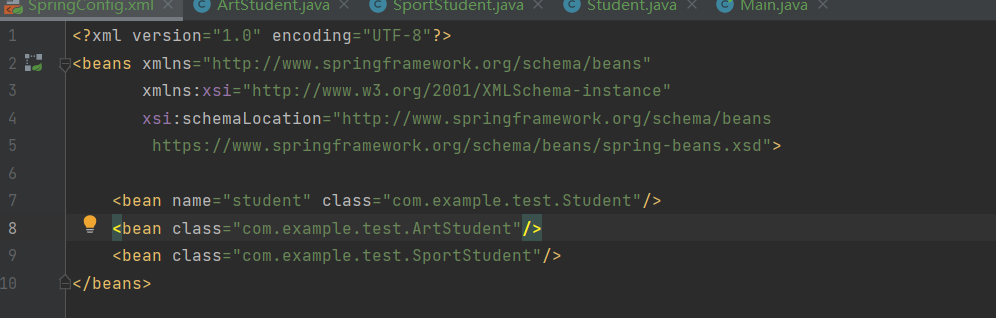 SpringConfig.xml ArtStudent.java SportStudent.java Student.java Main.java
1 <?xml version="1.0" encoding="UTF-8"?>
2 <beans xmlns="http://www.springframework.org/schema/beans"
3 xmlns:xsi="http://www.w3.org/2001/XMLSchema-instance"
4 xsi:schemaLocation="http://www.springframework.org/schema/beans
5 https://www.springframework.org/schema/beans/spring-beans.xsd">
6
7 <bean name="student" class="com.example.test.Student"/>
8 <bean class="com.example.test.ArtStudent"/>
9 <bean class="com.example.test.SportStudent"/>
10 </beans>